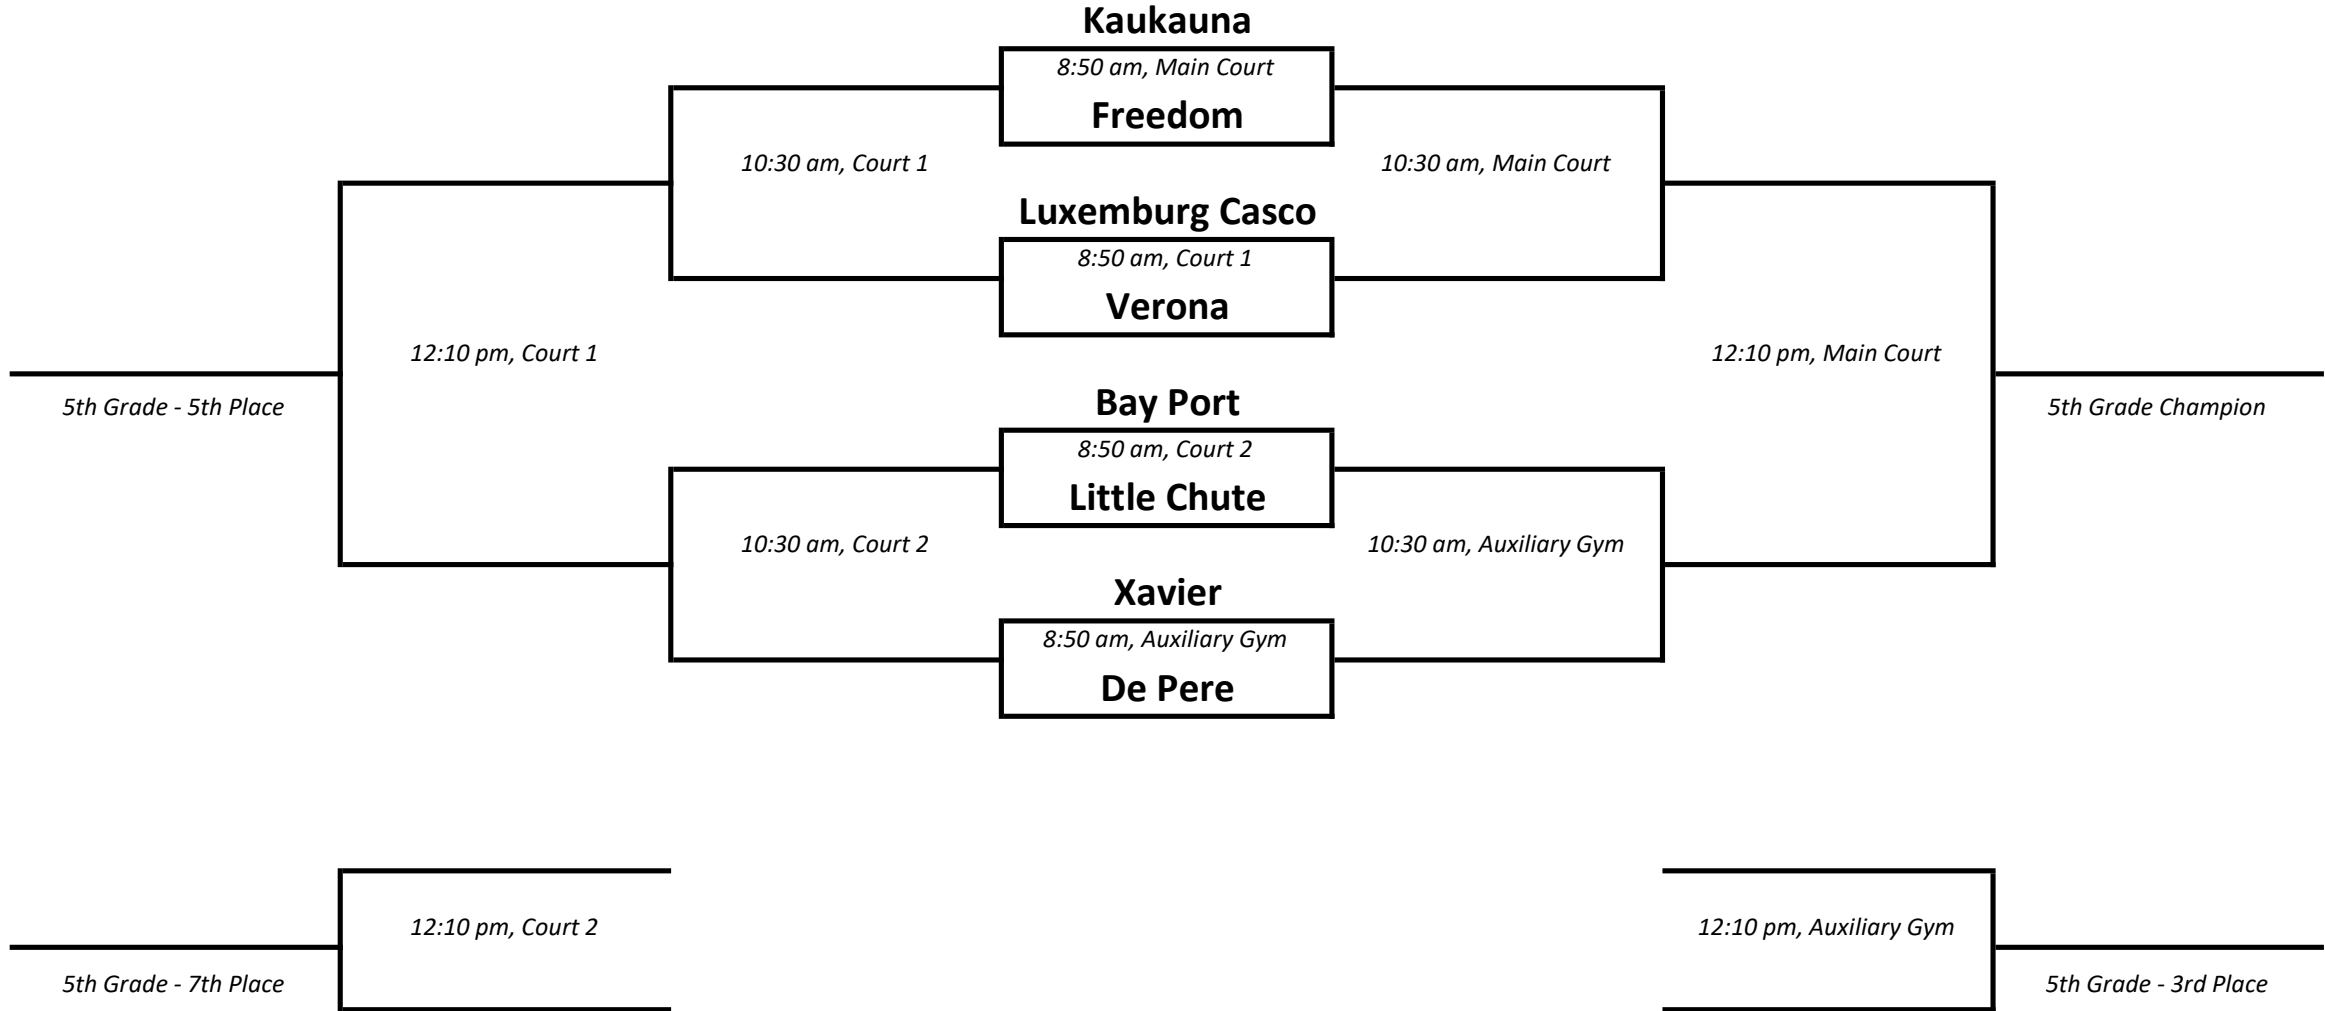 Kaukauna
8:50 am, Main Court
Freedom
10:30 am, Court 1
10:30 am, Main Court
Luxemburg Casco
8:50 am, Court 1
Verona
12:10 pm, Court 1
12:10 pm, Main Court
5th Grade - 5th Place
Bay Port
5th Grade Champion
8:50 am, Court 2
Little Chute
10:30 am, Court 2
10:30 am, Auxiliary Gym
Xavier
8:50 am, Auxiliary Gym
De Pere
12:10 pm, Court 2
12:10 pm, Auxiliary Gym
5th Grade - 7th Place
5th Grade - 3rd Place